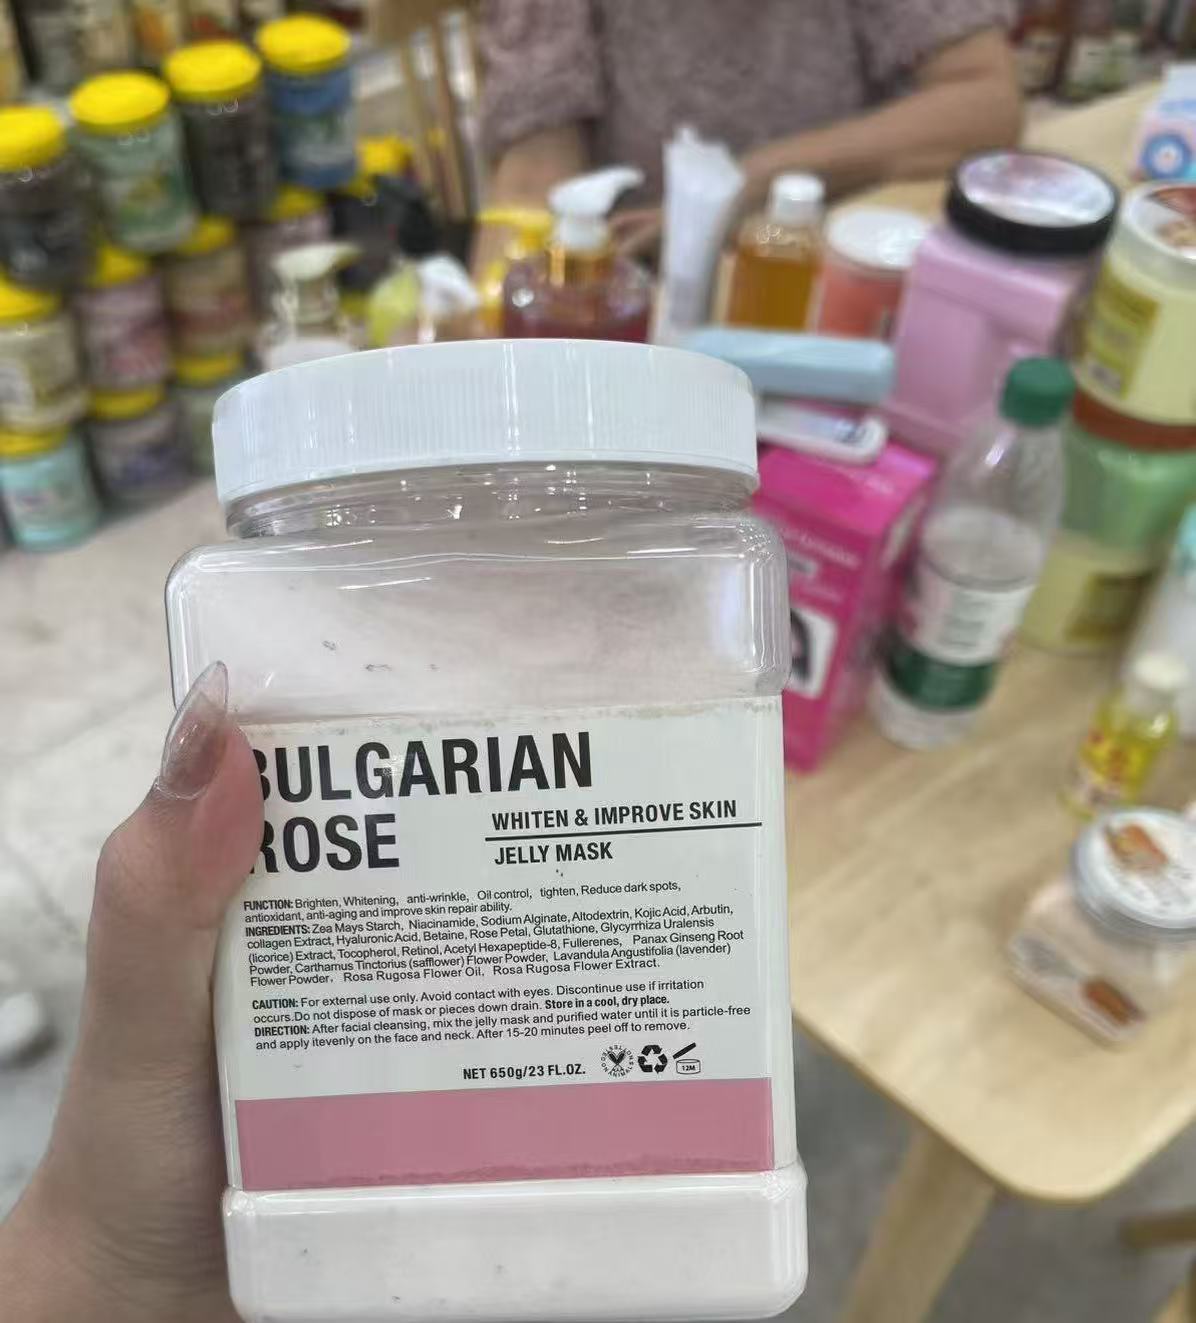 BULGARIAN
ROSE
WHITEN & IMPROVE SKIN
JELLY MASK
FUNCTION: Brighten, Whitening, anti-wrinkle, Oil control, tighten, Reduce dark spots,
antioxidant, anti-aging and improve skin repair ability.
INGREDIENTS: Zea Mays Starch, Niacinamide, Sodium Alginate, Altodextrin, Kojic Acid, Arbutin,
collagen Extract, Hyaluronic Acid, Betaine, Rose Petal, Glutathione, Glycyrrhiza Uralensis
(licorice) Extract, Tocopherol, Retinol, Acetyl Hexapeptide-8, Fullerenes, Panax Ginseng Root
Powder, Carthamus Tinctorius (safflower) Flower Powder, Lavandula Angustifolia (lavender)
Flower Powder, Rosa Rugosa Flower Oil, Rosa Rugosa Flower Extract.
CAUTION: For external use only. Avoid contact with eyes. Discontinue use if irritation
occurs.Do not dispose of mask or pieces down drain. Store in a cool, dry place.
DIRECTION: After facial cleansing, mix the jelly mask and purified water until it is particle-free
and apply itevenly on the face and neck. After 15-20 minutes peel off to remove.
NET 650g/23 FL.OZ.
12M